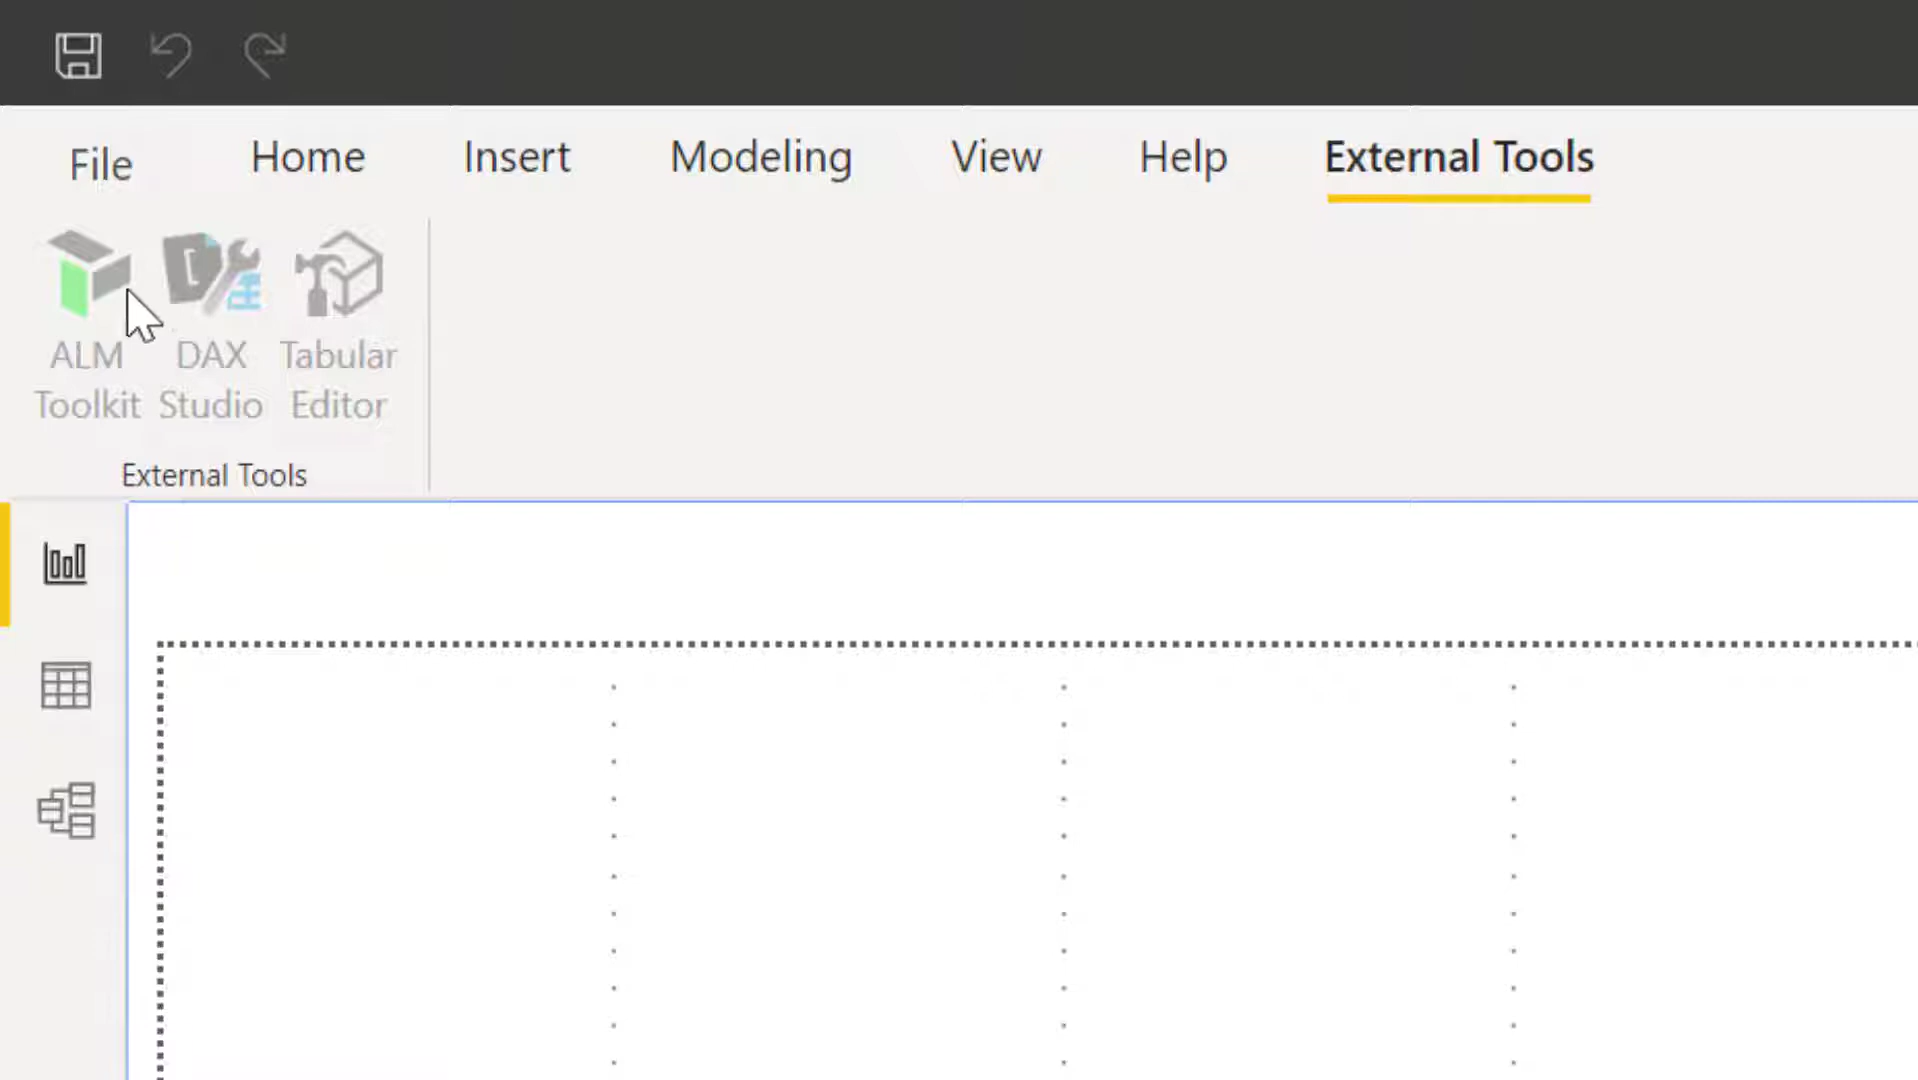 File Home Insert Modeling View Help External Tools
ALM DAX Tabular
Toolkit Studio Editor
External Tools